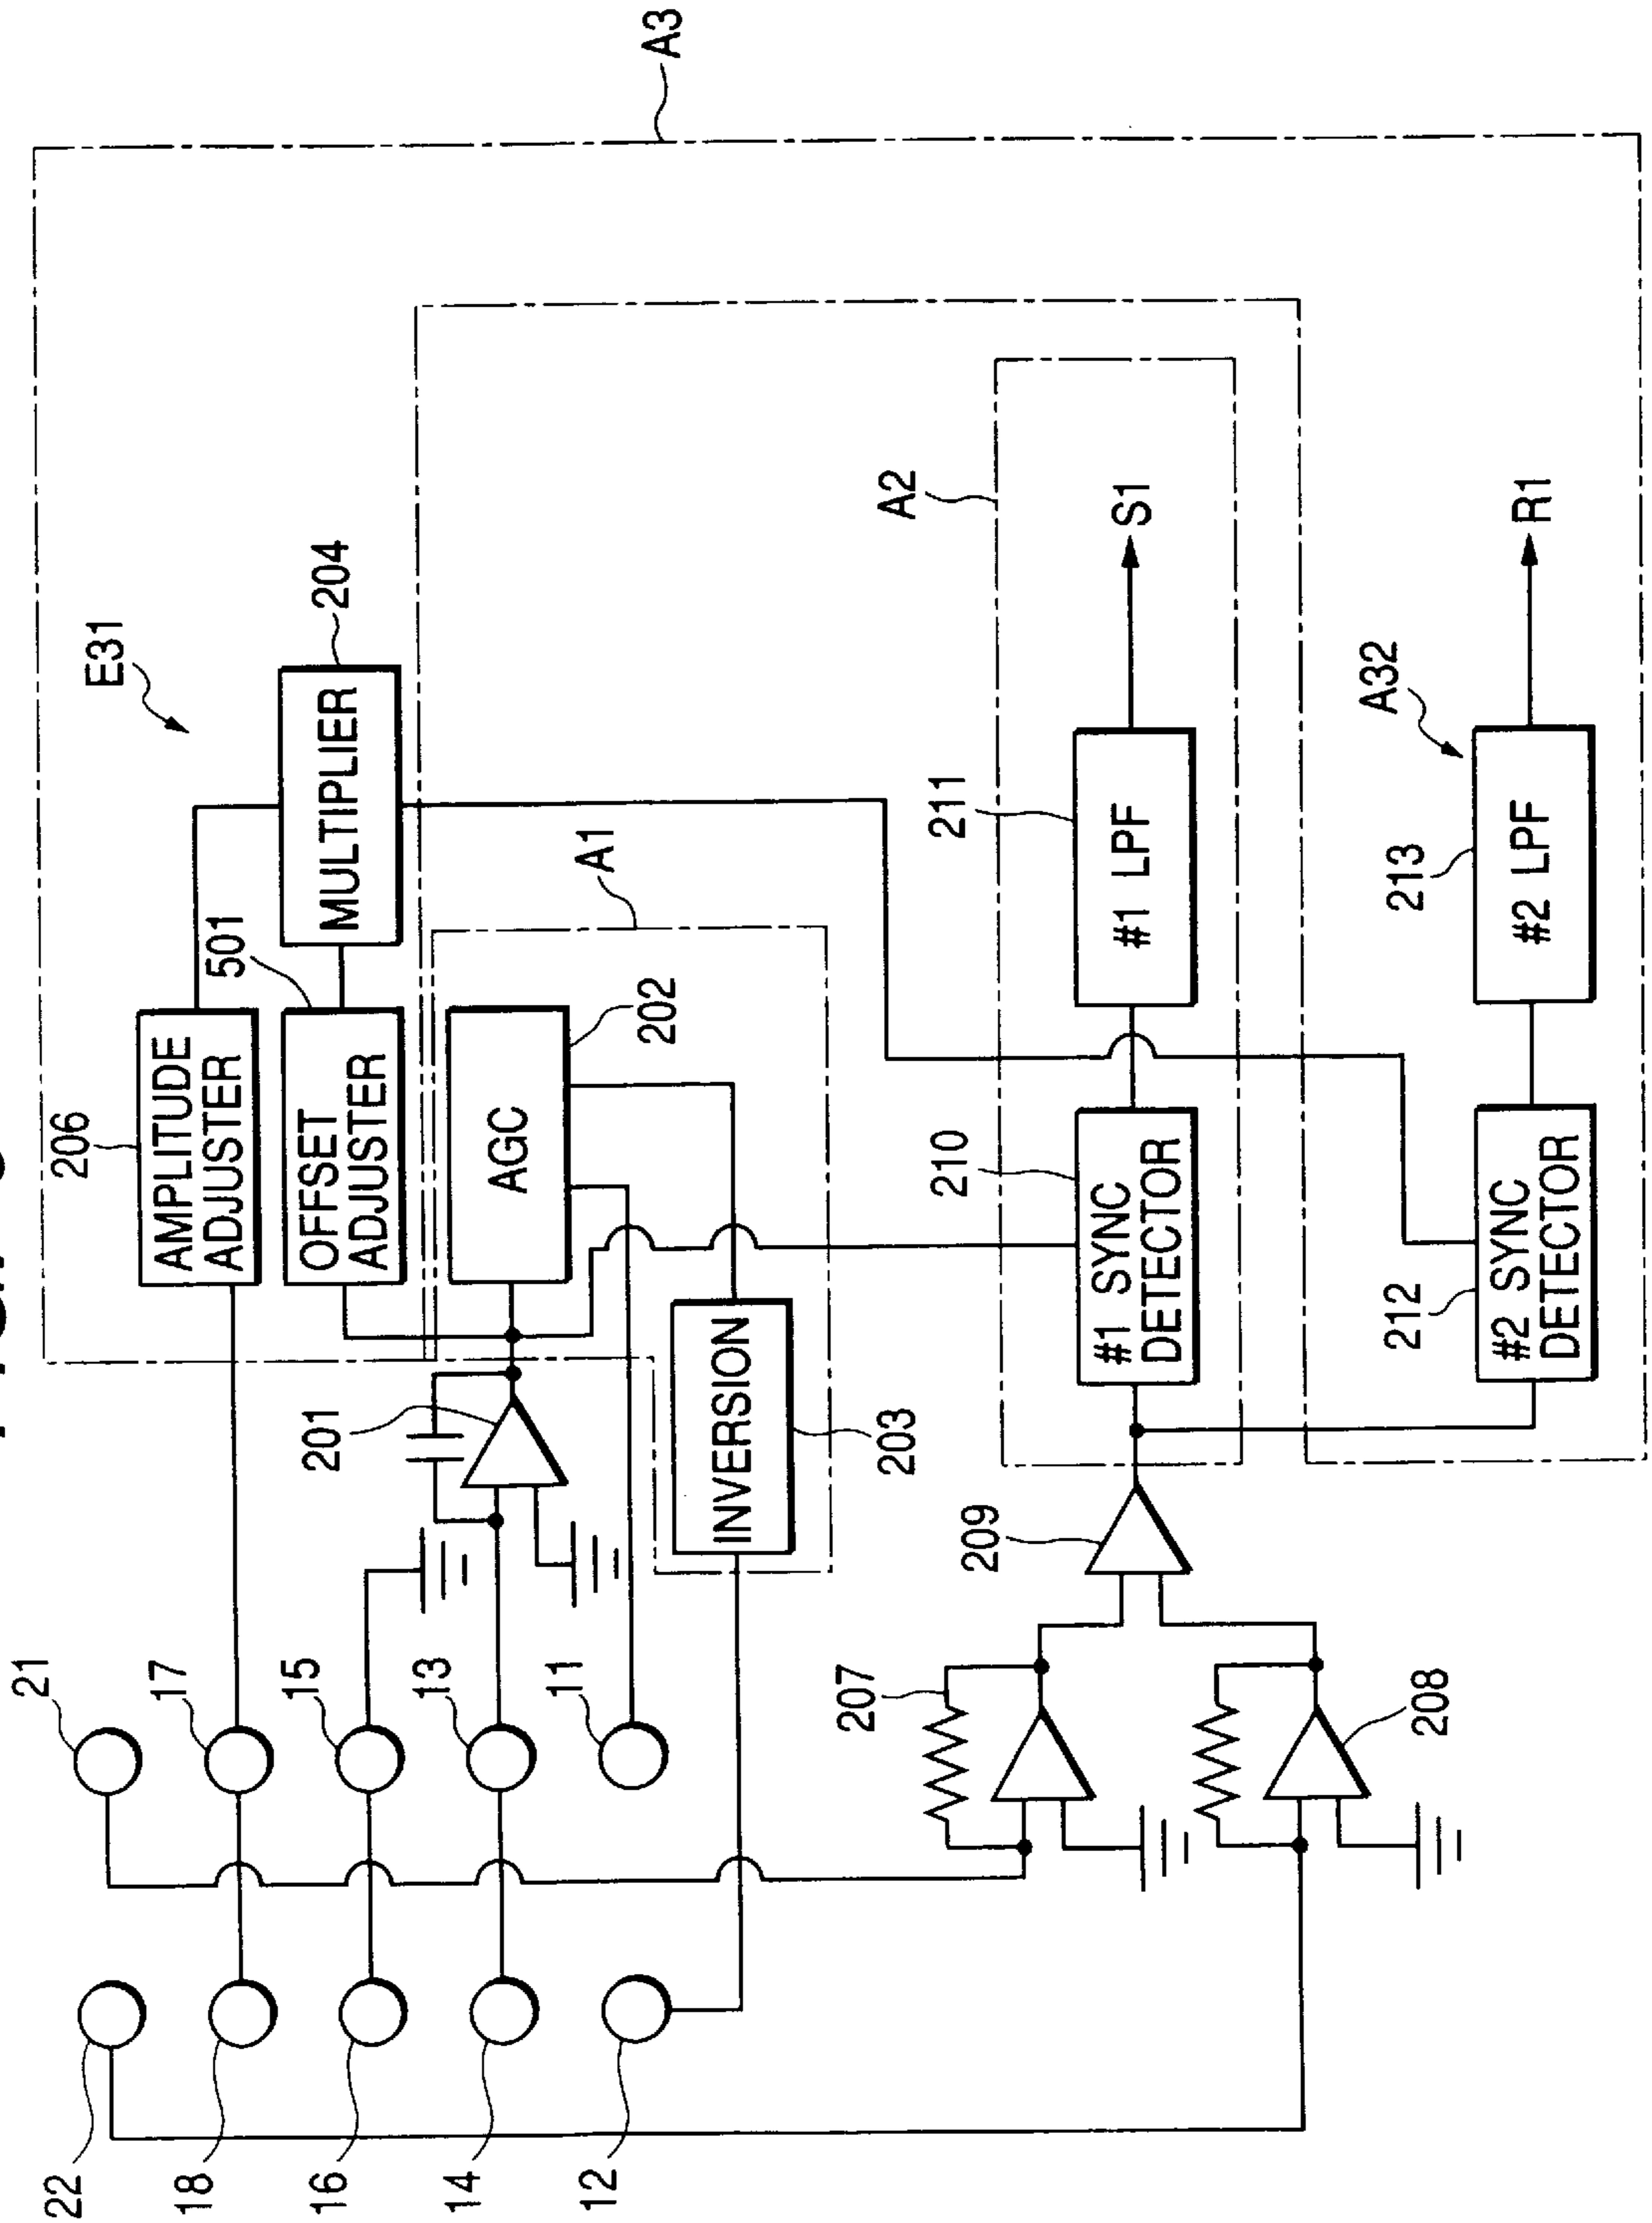 A3
E31
204
MULTIPLIER
206
AMPLITUDE
ADJUSTER
501
OFFSET
ADJUSTER
A1
AGC
202
201
INVERSION
203
A2
S1
211
#1 LPF
210
#1 SYNC
DETECTOR
R1
A32
213
#2 LPF
212
#2 SYNC
DETECTOR
209
207
208
21
17
15
13
11
22
18
16
14
12